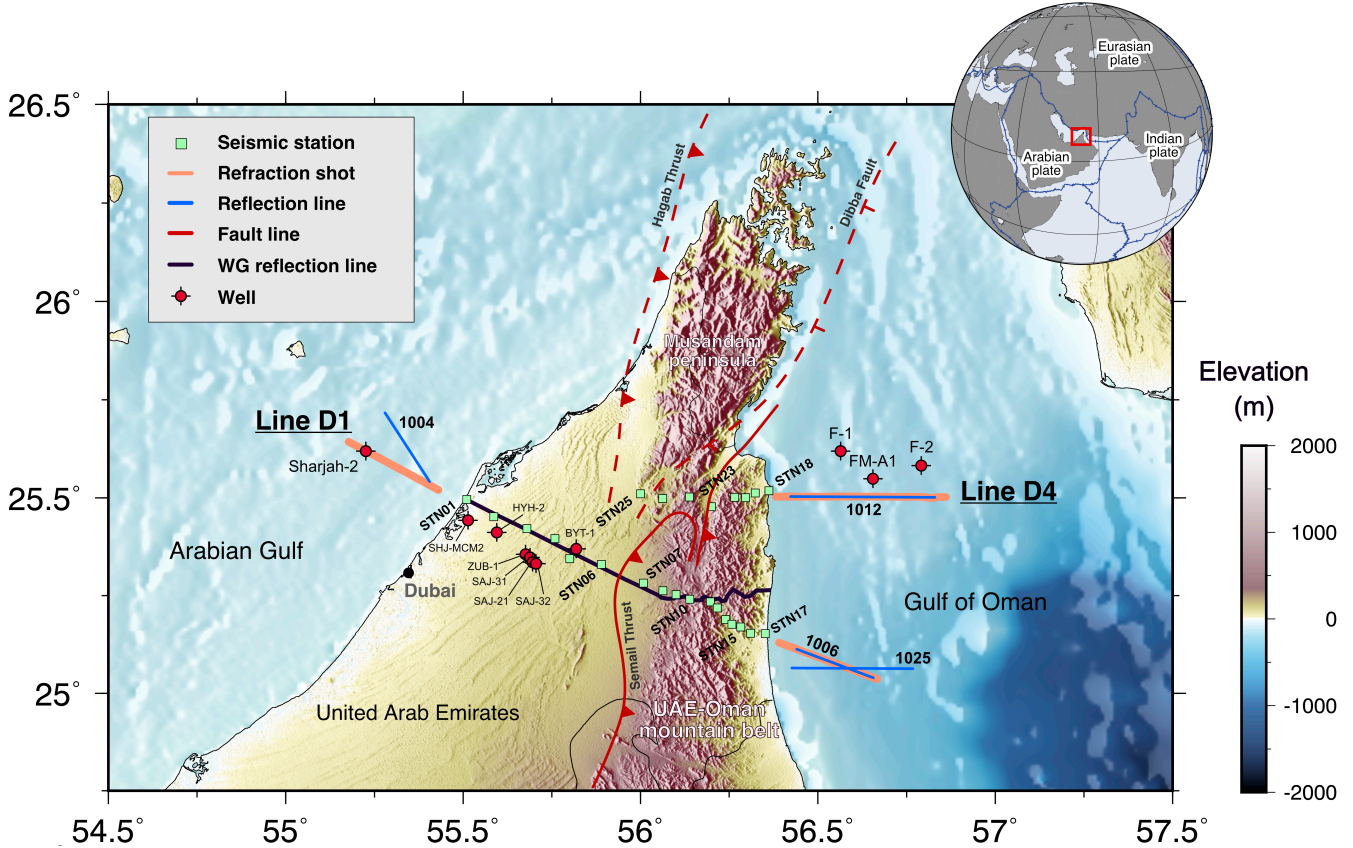 Eurasian
plate
Indian
plate
Arabian
plate
26.5°
26°
25.5°
25°
Seismic station
Refraction shot
Reflection line
Fault line
WG reflection line
Well
Hagab Thrust
Dibba Fault
Musandam
peninsula
Line D1
1004
Sharjah-2
STN01
SHJ-MCM2
HYH-2
BYT-1
ZUB-1
SAJ-31
SAJ-21
SAJ-32
STN06
STN07
STN10
STN15
STN17
STN25
STN23
STN18
F-1
FM-A1
F-2
Line D4
1012
Arabian Gulf
Dubai
Semail Thrust
Gulf of Oman
1006
1025
United Arab Emirates
UAE-Oman
mountain belt
54.5°
55°
55.5°
56°
56.5°
57°
57.5°
Elevation
(m)
2000
1000
0
-1000
-2000